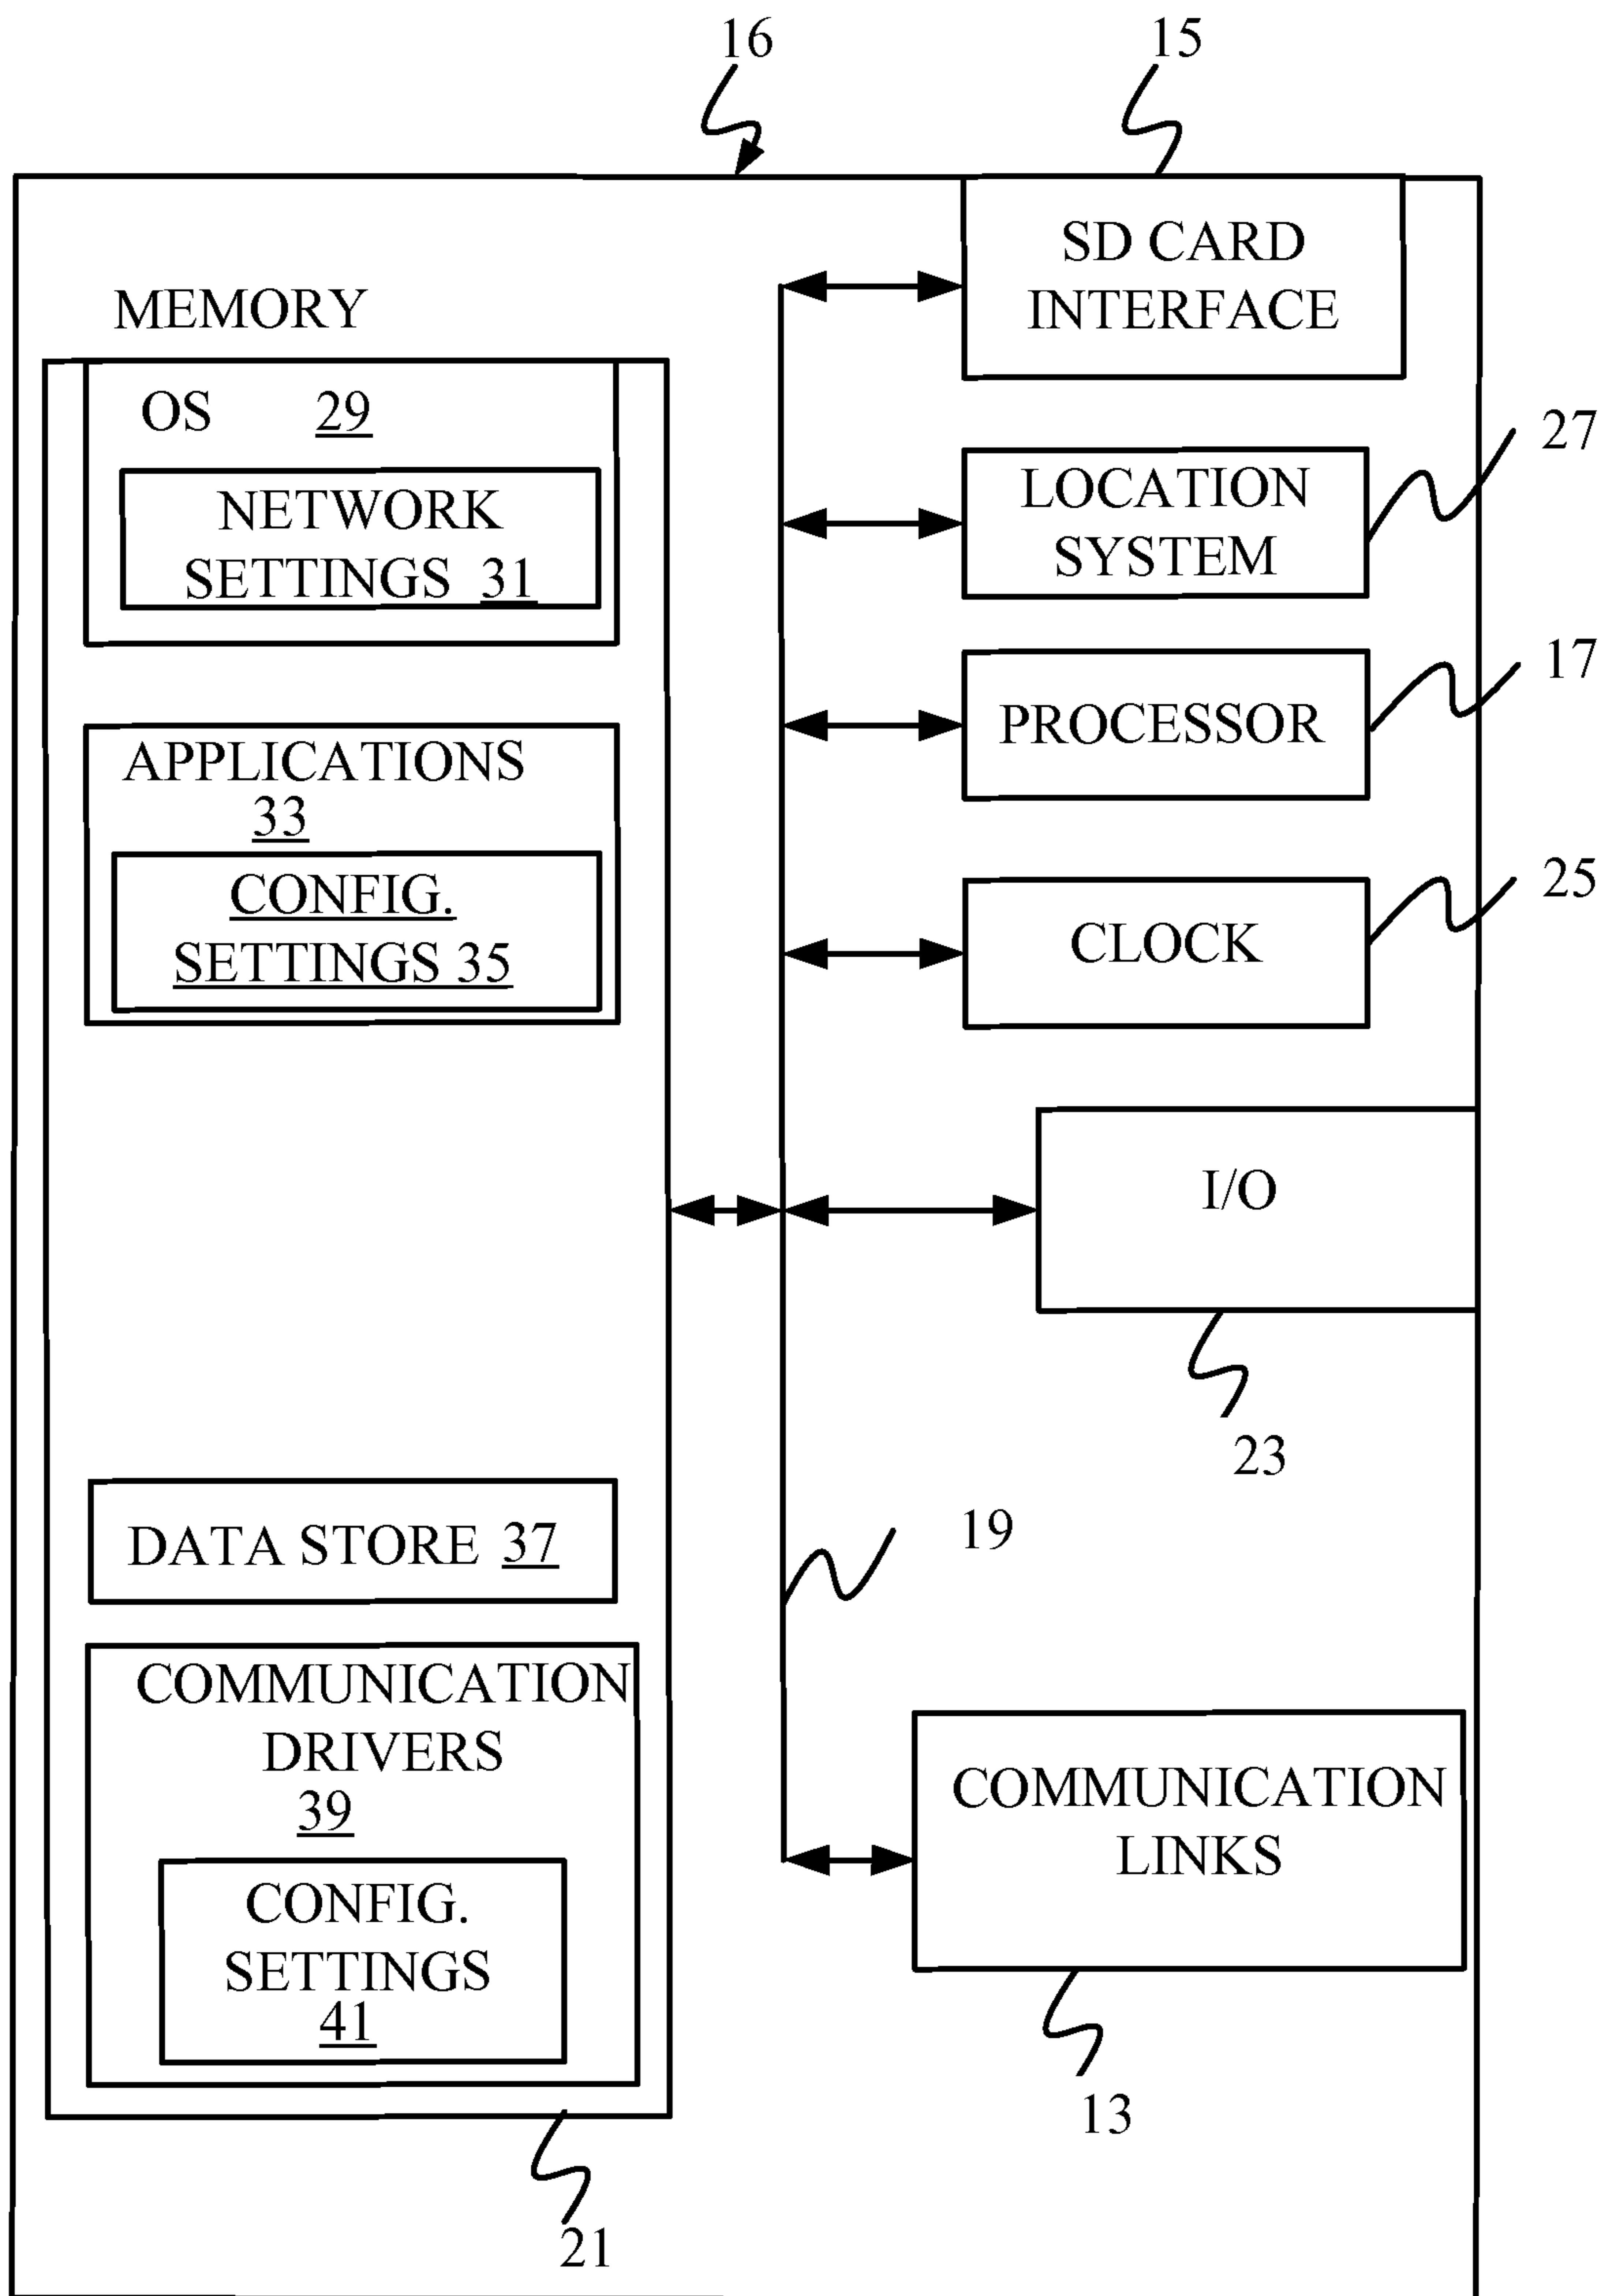 16
15
SD CARD
INTERFACE
MEMORY
OS 29
NETWORK
SETTINGS 31
27
LOCATION
SYSTEM
17
PROCESSOR
APPLICATIONS
33
CONFIG.
SETTINGS 35
25
CLOCK
I/O
23
19
DATA STORE 37
COMMUNICATION
DRIVERS
39
CONFIG.
SETTINGS
41
COMMUNICATION
LINKS
13
21